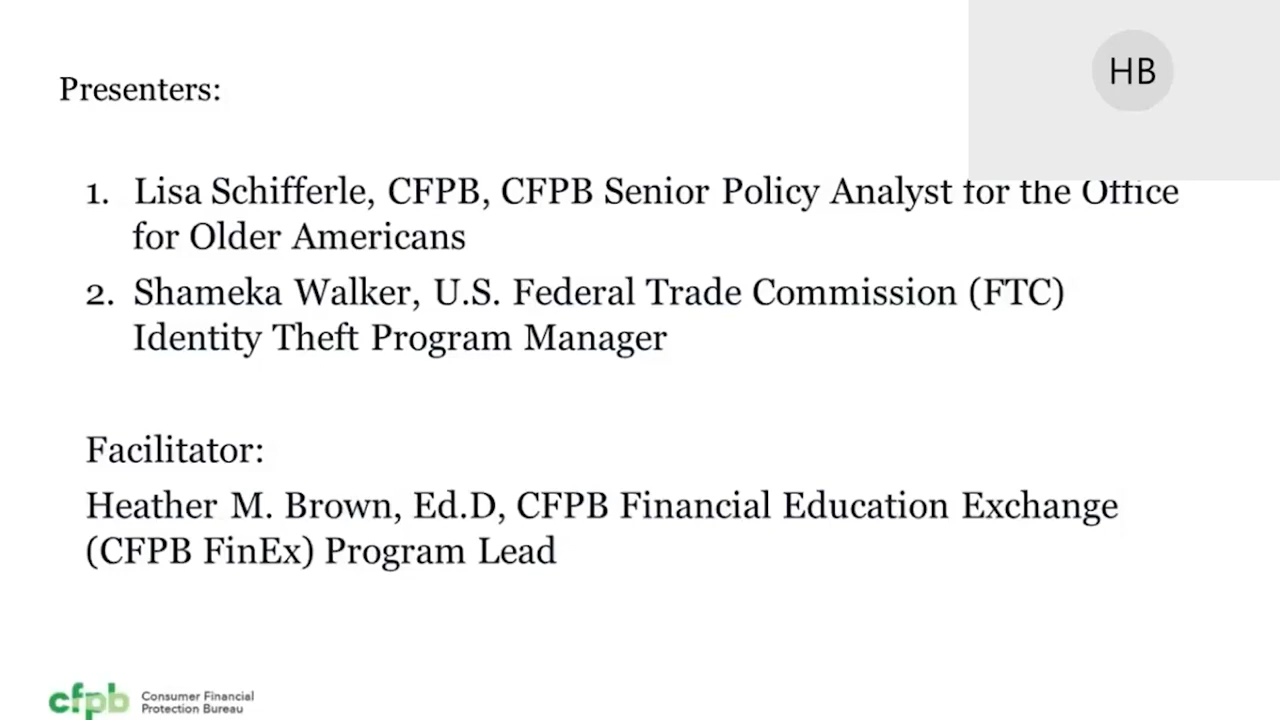 HB
Presenters:
1. Lisa Schifferle, CFPB, CFPB Senior Policy Analyst for the Office
for Older Americans
2. Shameka Walker, U.S. Federal Trade Commission (FTC)
Identity Theft Program Manager
Facilitator:
Heather M. Brown, Ed.D, CFPB Financial Education Exchange
(CFPB FinEx) Program Lead
cfpb Consumer Financial
Protection Bureau